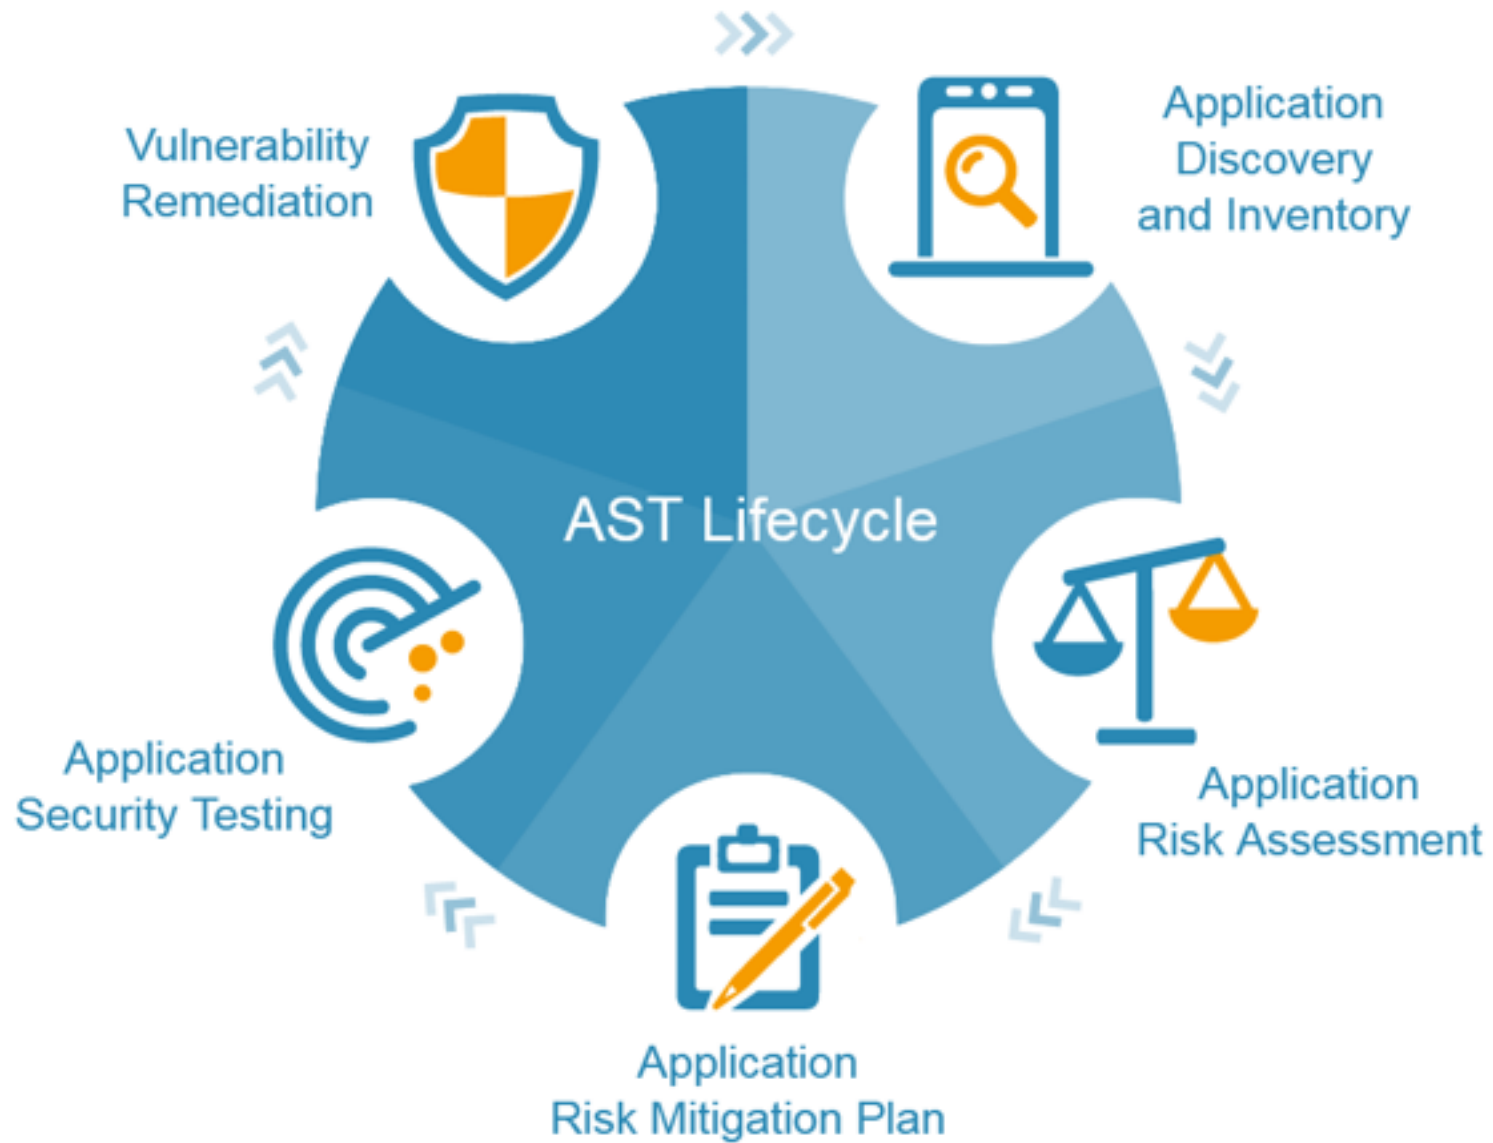 AST Lifecycle
Application
Discovery
and Inventory
Application
Risk Assessment
Application
Risk Mitigation Plan
Application
Security Testing
Vulnerability
Remediation